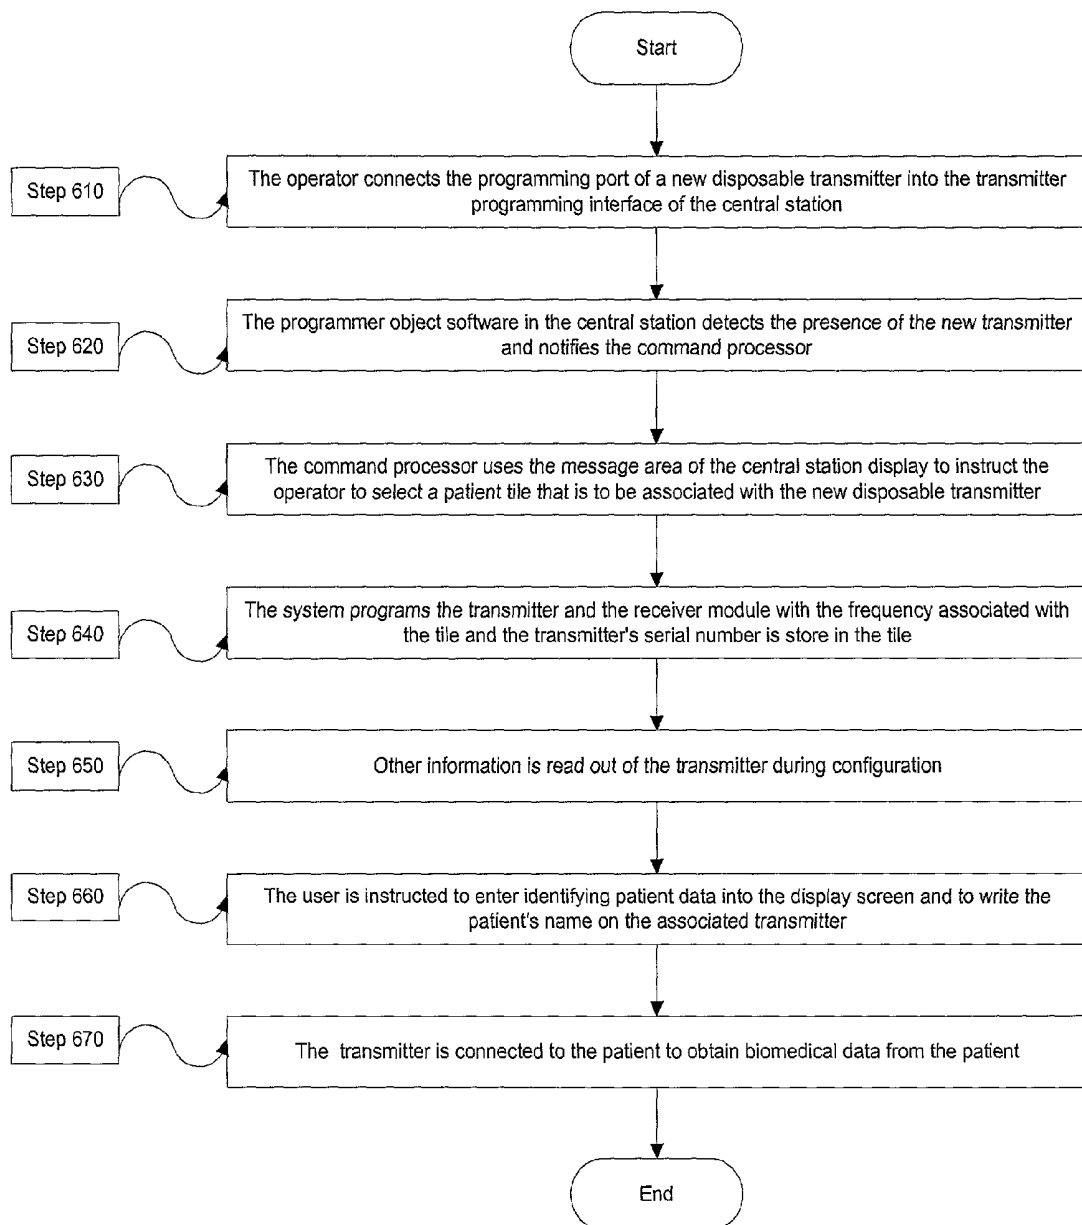 Start
Step 610
The operator connects the programming port of a new disposable transmitter into the transmitter
programming interface of the central station
Step 620
The programmer object software in the central station detects the presence of the new transmitter
and notifies the command processor
Step 630
The command processor uses the message area of the central station display to instruct the
operator to select a patient tile that is to be associated with the new disposable transmitter
Step 640
The system programs the transmitter and the receiver module with the frequency associated with
the tile and the transmitter's serial number is store in the tile
Step 650
Other information is read out of the transmitter during configuration
Step 660
The user is instructed to enter identifying patient data into the display screen and to write the
patient's name on the associated transmitter
Step 670
The transmitter is connected to the patient to obtain biomedical data from the patient
End